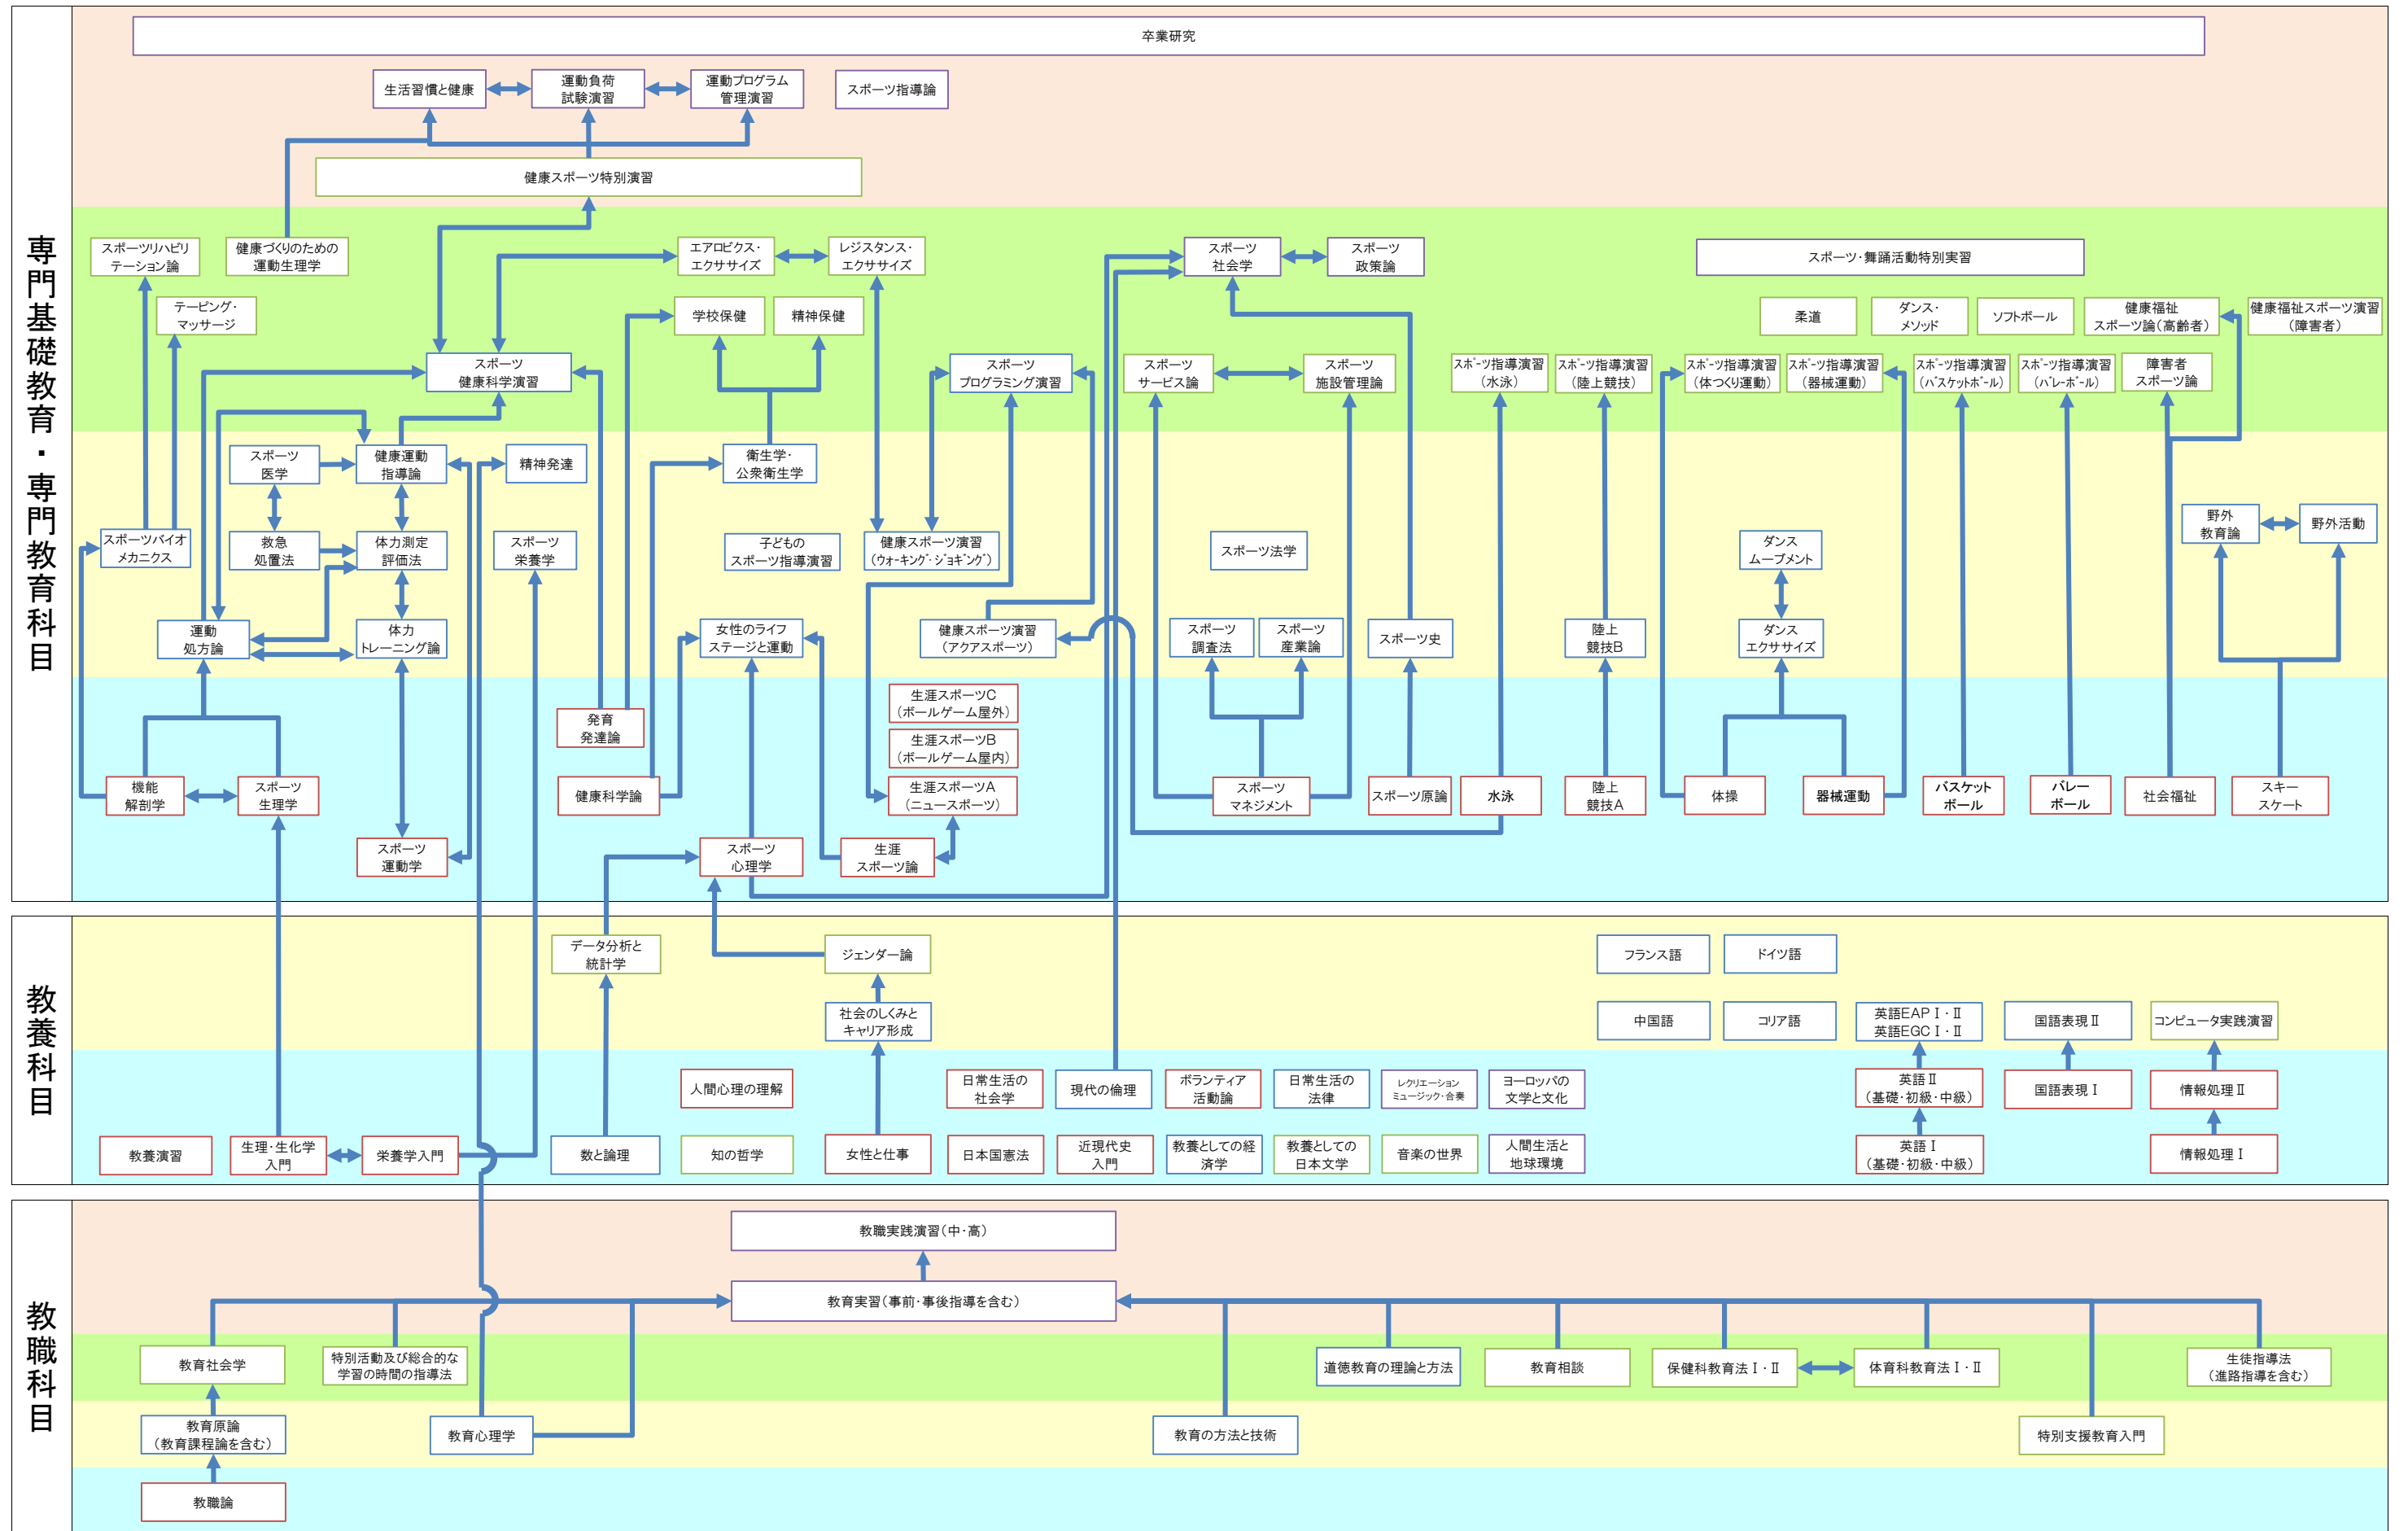 専門基礎教育・専門教育科目
卒業研究
生活習慣と健康
運動負荷
試験演習
運動プログラム
管理演習
スポーツ指導論
健康スポーツ特別演習
スポーツリハビリ
テーション論
健康づくりのための
運動生理学
エアロビクス・
エクササイズ
レジスタンス・
エクササイズ
スポーツ
社会学
スポーツ
政策論
スポーツ・舞踊活動特別実習
テーピング・
マッサージ
学校保健
精神保健
柔道
ダンス・
メソッド
ソフトボール
健康福祉
スポーツ論(高齢者)
健康福祉スポーツ演習
(障害者)
スポーツ
健康科学演習
スポーツ
プログラミング演習
スポーツ
サービス論
スポーツ
施設管理論
スポーツ指導演習
(水泳)
スポーツ指導演習
(陸上競技)
スポーツ指導演習
(体つくり運動)
スポーツ指導演習
(器械運動)
スポーツ指導演習
(バスケットボール)
スポーツ指導演習
(バレーボール)
障害者
スポーツ論
スポーツ
医学
健康運動
指導論
精神発達
衛生学・
公衆衛生学
スポーツバイオ
メカニクス
救急
処置法
体力測定
評価法
スポーツ
栄養学
子どもの
スポーツ指導演習
健康スポーツ演習
(ウォーキング・ジョギング)
スポーツ法学
ダンス
ムーブメント
野外
教育論
野外活動
運動
処方論
体力
トレーニング論
女性のライフ
ステージと運動
健康スポーツ演習
(アクアスポーツ)
スポーツ
調査法
スポーツ
産業論
スポーツ史
陸上
競技B
ダンス
エクササイズ
発育
発達論
生涯スポーツC
(ボールゲーム屋外)
生涯スポーツB
(ボールゲーム屋内)
機能
解剖学
スポーツ
生理学
健康科学論
生涯スポーツA
(ニュースポーツ)
スポーツ
マネジメント
スポーツ原論
水泳
陸上
競技A
体操
器械運動
バスケット
ボール
バレー
ボール
社会福祉
スキー
スケート
スポーツ
運動学
スポーツ
心理学
生涯
スポーツ論
教養科目
データ分析と
統計学
ジェンダー論
フランス語
ドイツ語
社会のしくみと
キャリア形成
中国語
コリア語
英語EAPⅠ・Ⅱ
英語EGCⅠ・Ⅱ
国語表現Ⅱ
コンピュータ実践演習
人間心理の理解
日常生活の
社会学
現代の倫理
ボランティア
活動論
日常生活の
法律
レクリエーション
ミュージック・合奏
ヨーロッパの
文学と文化
英語Ⅱ
(基礎・初級・中級)
国語表現Ⅰ
情報処理Ⅱ
教養演習
生理・生化学
入門
栄養学入門
数と論理
知の哲学
女性と仕事
日本国憲法
近現代史
入門
教養としての経
済学
教養としての
日本文学
音楽の世界
人間生活と
地球環境
英語Ⅰ
(基礎・初級・中級)
情報処理Ⅰ
教職科目
教職実践演習(中・高)
教育実習(事前・事後指導を含む)
教育社会学
特別活動及び総合的な
学習の時間の指導法
道徳教育の理論と方法
教育相談
保健科教育法Ⅰ・Ⅱ
体育科教育法Ⅰ・Ⅱ
生徒指導法
(進路指導を含む)
教育原論
(教育課程論を含む)
教育心理学
教育の方法と技術
特別支援教育入門
教職論